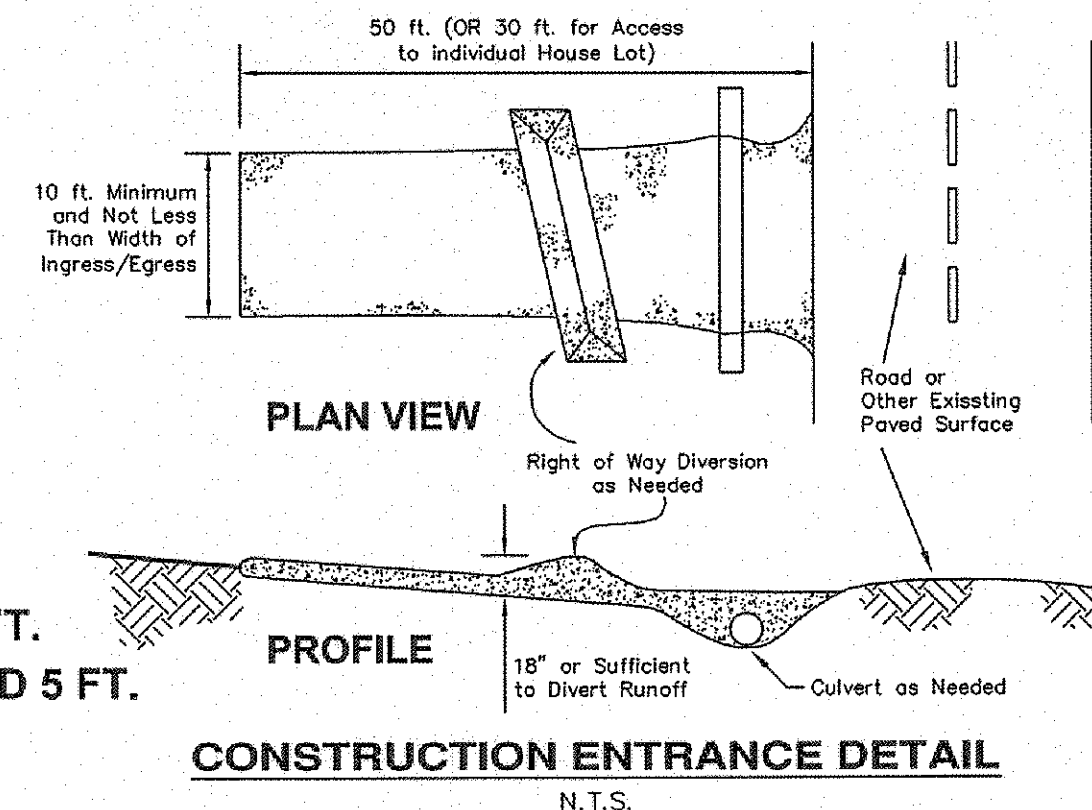 50 ft. (OR 30 ft. for Access
to individual House Lot)
10 ft. Minimum
and Not Less
Than Width of
Ingress/Egress
PLAN VIEW
Road or
Other Exissting
Paved Surface
Right of Way Diversion
as Needed
FT.
D 5 FT.
PROFILE
18" or Sufficient
to Divert Runoff
Culvert as Needed
CONSTRUCTION ENTRANCE DETAIL
N.T.S.